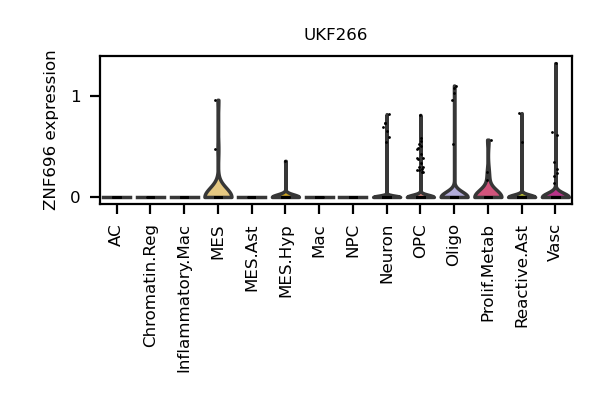 UKF266
ZNF696 expression
1
0
AC
Chromatin.Reg
Inflammatory.Mac
MES
MES.Ast
MES.Hyp
Mac
NPC
Neuron
OPC
Oligo
Prolif.Metab
Reactive.Ast
Vasc